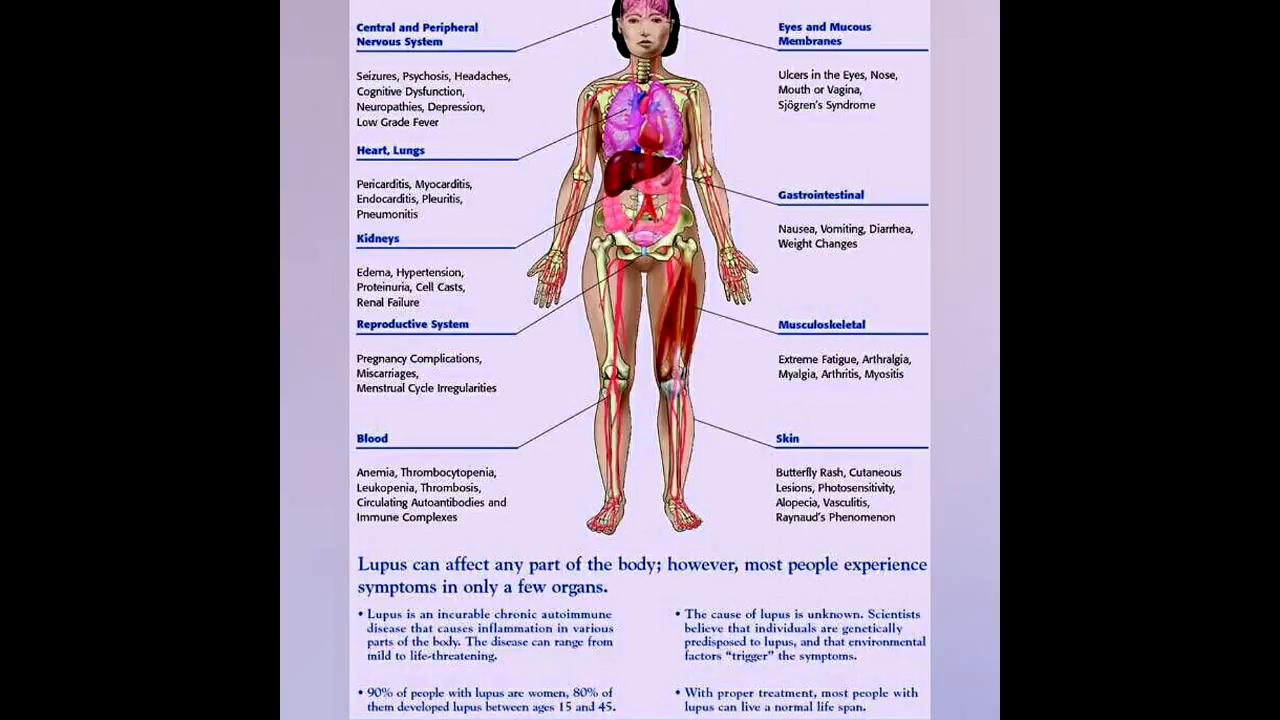 Central and Peripheral
Nervous System
Seizures, Psychosis, Headaches,
Cognitive Dysfunction,
Neuropathies, Depression,
Low Grade Fever
Heart, Lungs
Pericarditis, Myocarditis,
Endocarditis, Pleuritis,
Pneumonitis
Kidneys
Edema, Hypertension,
Proteinuria, Cell Casts,
Renal Failure
Reproductive System
Pregnancy Complications,
Miscarriages,
Menstrual Cycle Irregularities
Blood
Anemia, Thrombocytopenia,
Leukopenia, Thrombosis,
Circulating Autoantibodies and
Immune Complexes
Eyes and Mucous
Membranes
Ulcers in the Eyes, Nose,
Mouth or Vagina,
Sjögren's Syndrome
Gastrointestinal
Nausea, Vomiting, Diarrhea,
Weight Changes
Musculoskeletal
Extreme Fatigue, Arthralgia,
Myalgia, Arthritis, Myositis
Skin
Butterfly Rash, Cutaneous
Lesions, Photosensitivity,
Alopecia, Vasculitis,
Raynaud's Phenomenon
Lupus can affect any part of the body; however, most people experience
symptoms in only a few organs.
• Lupus is an incurable chronic autoimmune
disease that causes inflammation in various
parts of the body. The disease can range from
mild to life-threatening.
• 90% of people with lupus are women, 80% of
them developed lupus between ages 15 and 45.
• The cause of lupus is unknown. Scientists
believe that individuals are genetically
predisposed to lupus, and that environmental
factors "trigger" the symptoms.
• With proper treatment, most people with
lupus can live a normal life span.